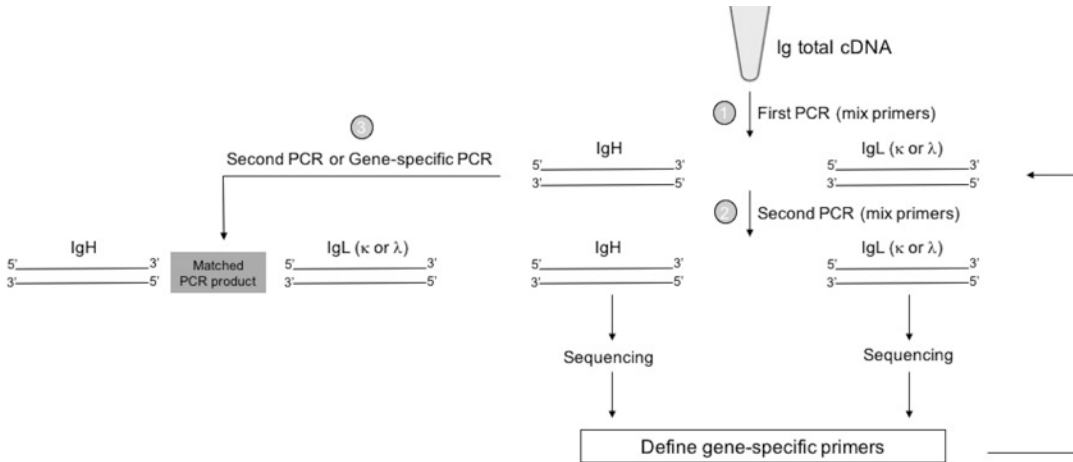 Ig total cDNA
1 First PCR (mix primers)
3
Second PCR or Gene-specific PCR
IgH
IgL (κ or λ)
5' 3'
3' 5'
5' 3'
3' 5'
2 Second PCR (mix primers)
IgH
IgL (κ or λ)
5' 3'
3' 5'
Matched
PCR product
5' 3'
3' 5'
IgH
IgL (κ or λ)
5' 3'
3' 5'
5' 3'
3' 5'
Sequencing
Sequencing
Define gene-specific primers